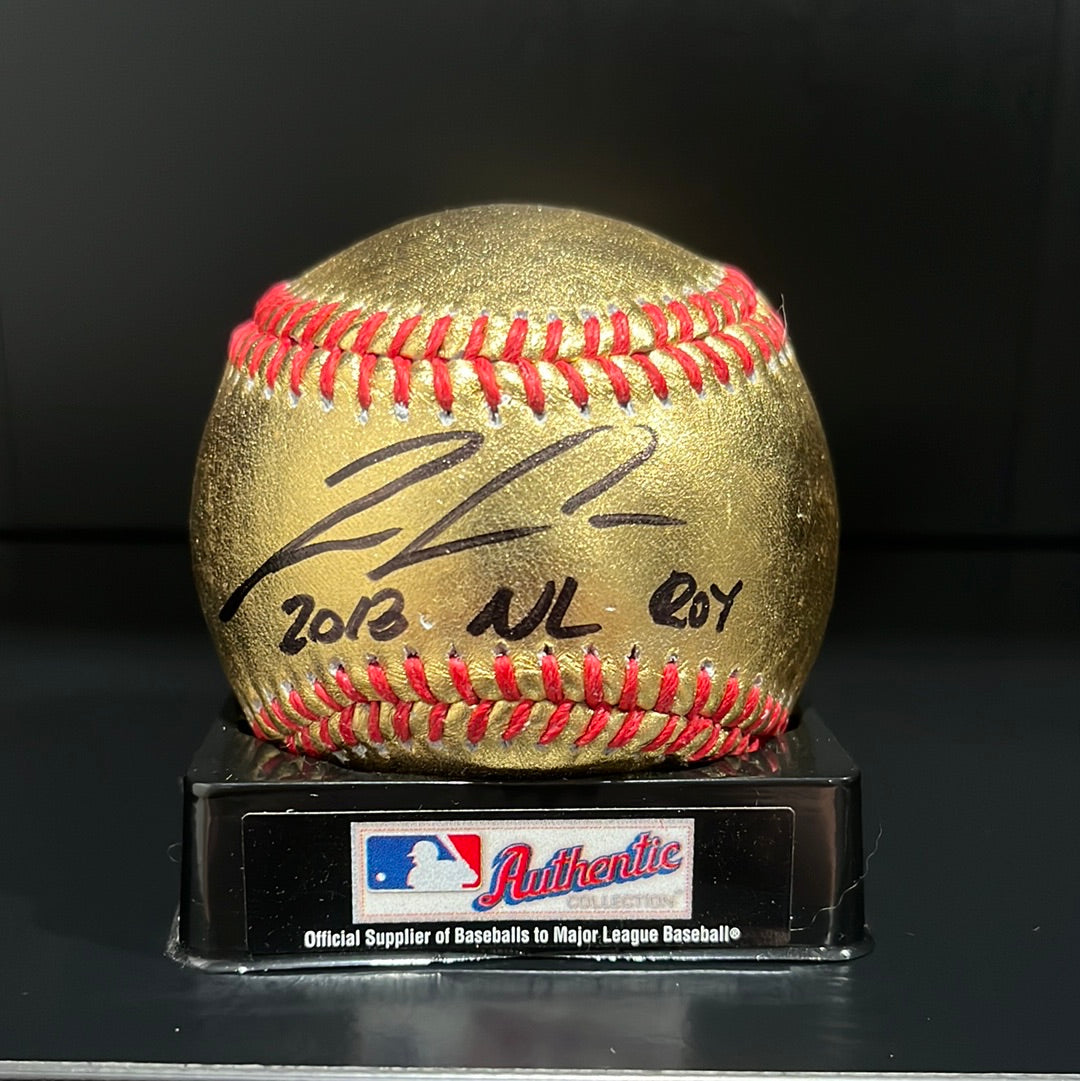 2013 NL ROY
Authentic
COLLECTION
Official Supplier of Baseballs to Major League Baseball®